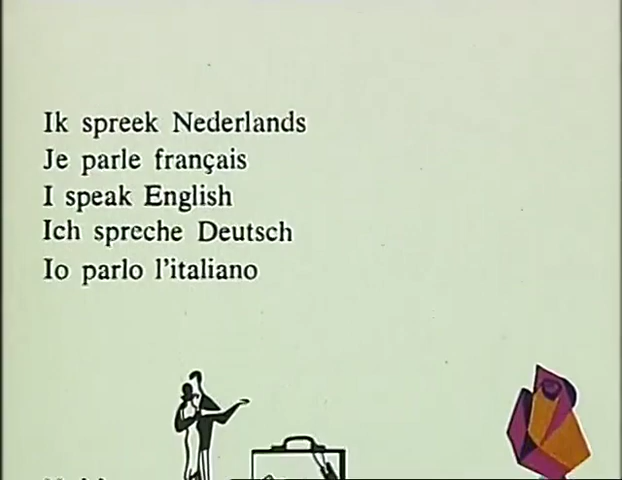 Ik spreek Nederlands
Je parle français
I speak English
Ich spreche Deutsch
Io parlo l'italiano